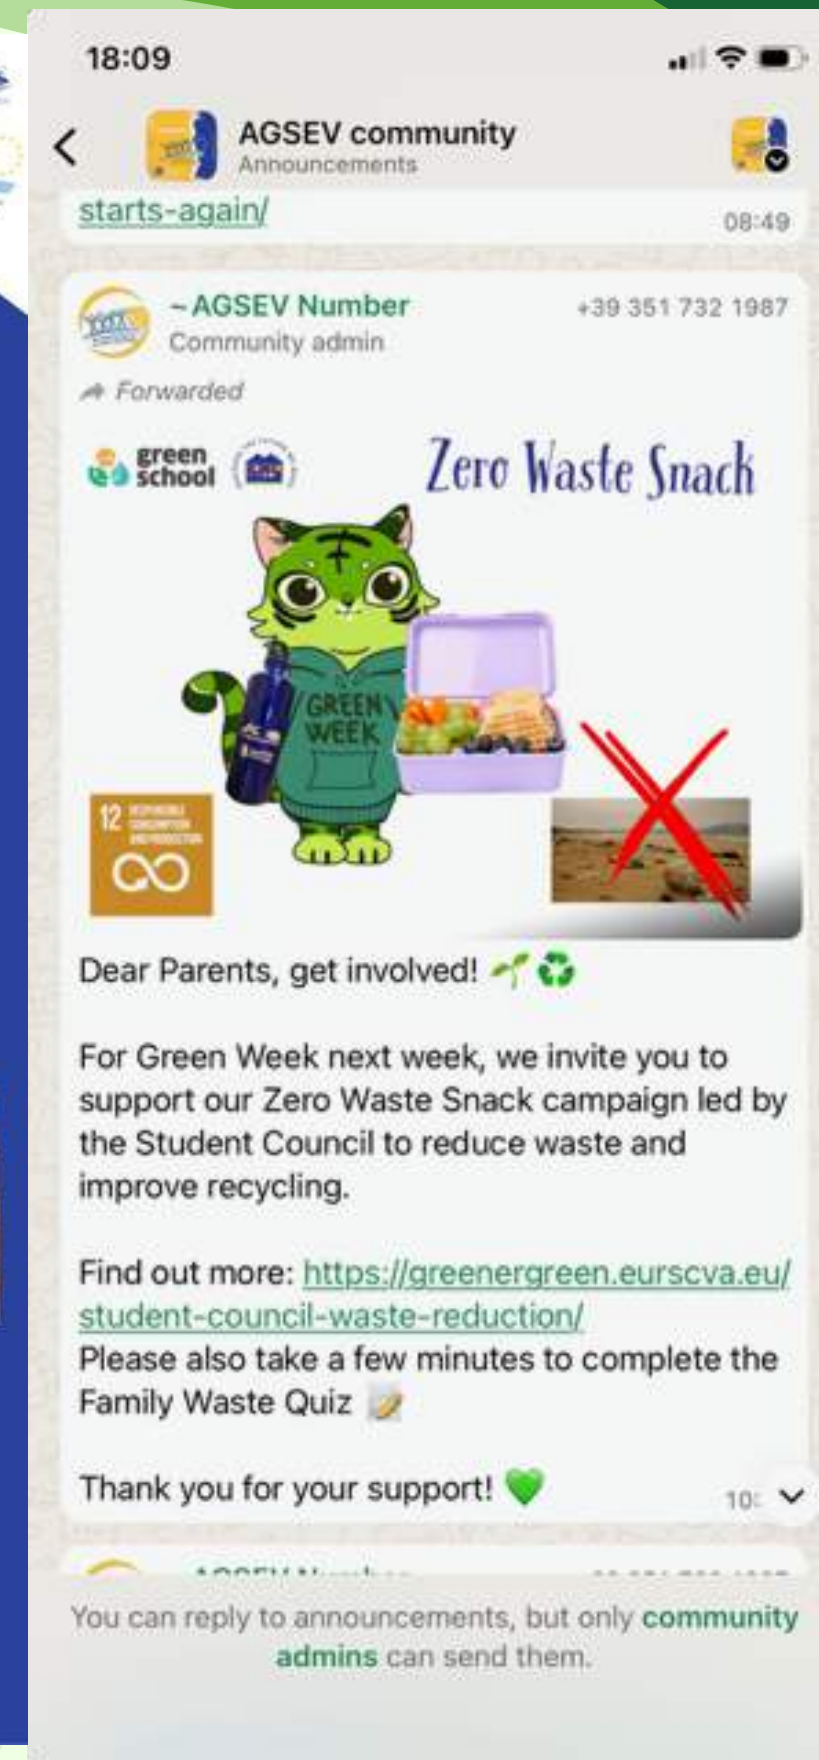 18:09
AGSEV community
Announcements
starts-again/
08:49
~AGSEV Number
+39 351 732 1987
Community admin
Forwarded
green
school
Zero Waste Snack
GREEN
WEEK
12 RESPONSIBLE
CONSUMPTION
AND PRODUCTION
Dear Parents, get involved! 🌱♻️
For Green Week next week, we invite you to
support our Zero Waste Snack campaign led by
the Student Council to reduce waste and
improve recycling.
Find out more: https://greenergreen.eurscva.eu/
student-council-waste-reduction/
Please also take a few minutes to complete the
Family Waste Quiz 📝
Thank you for your support! 💚
10:
You can reply to announcements, but only community
admins can send them.